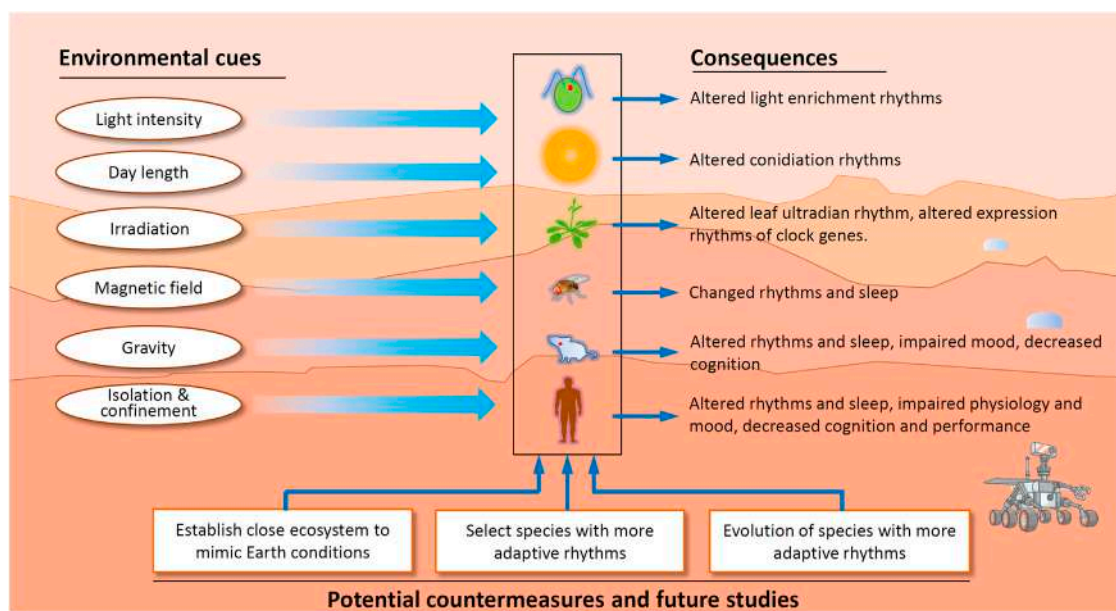 Environmental cues
Light intensity
Day length
Irradiation
Magnetic field
Gravity
Isolation &
confinement
Consequences
Altered light enrichment rhythms
Altered conidiation rhythms
Altered leaf ultradian rhythm, altered expression
rhythms of clock genes.
Changed rhythms and sleep
Altered rhythms and sleep, impaired mood, decreased
cognition
Altered rhythms and sleep, impaired physiology and
mood, decreased cognition and performance
Establish close ecosystem to
mimic Earth conditions
Select species with more
adaptive rhythms
Evolution of species with more
adaptive rhythms
Potential countermeasures and future studies